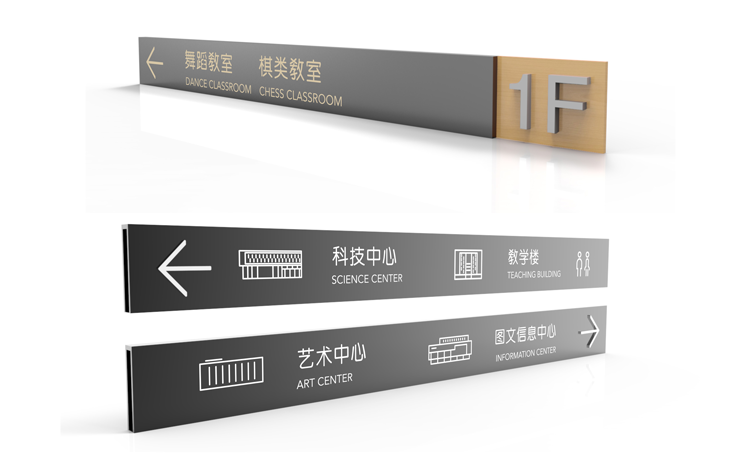 舞蹈教室
DANCE CLASSROOM
棋类教室
CHESS CLASSROOM
1F
科技中心
SCIENCE CENTER
教学楼
TEACHING BUILDING
艺术中心
ART CENTER
图文信息中心
INFORMATION CENTER